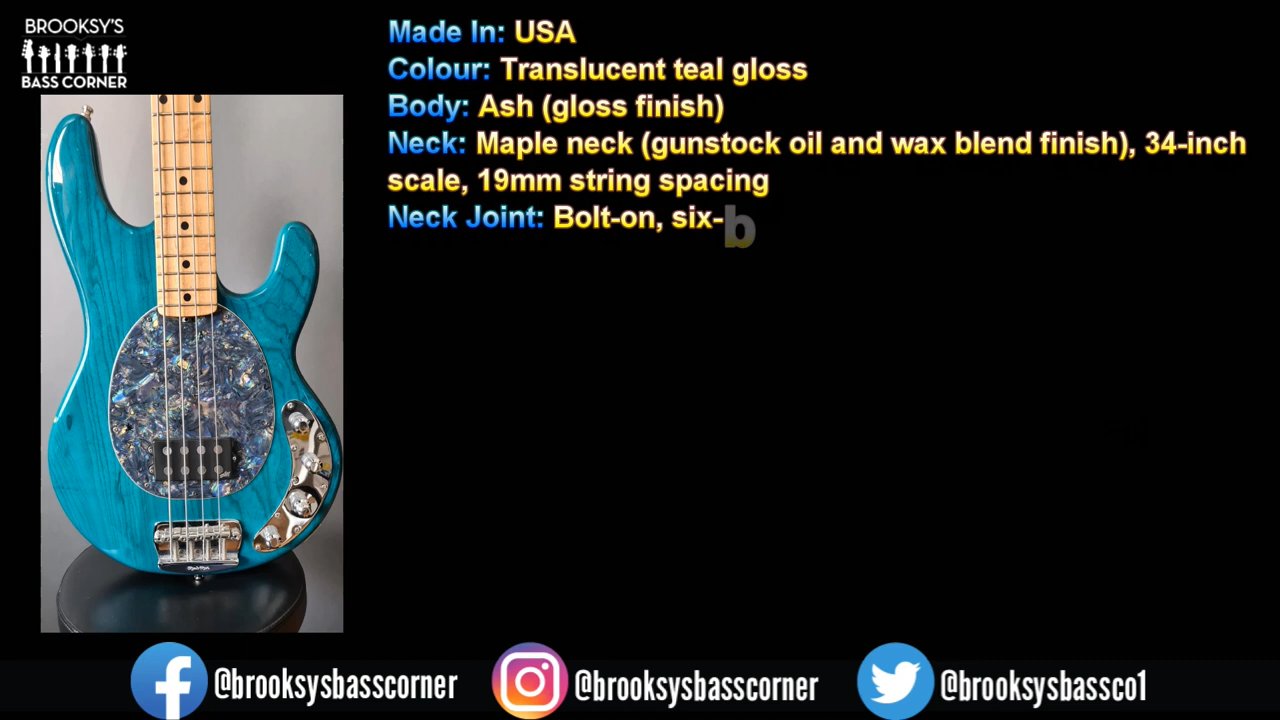 BROOKSY'S
BASS CORNER
Made In: USA
Colour: Translucent teal gloss
Body: Ash (gloss finish)
Neck: Maple neck (gunstock oil and wax blend finish), 34-inch
scale, 19mm string spacing
Neck Joint: Bolt-on, six-b
@brooksysbasscorner
@brooksysbasscorner
@brooksysbassco1